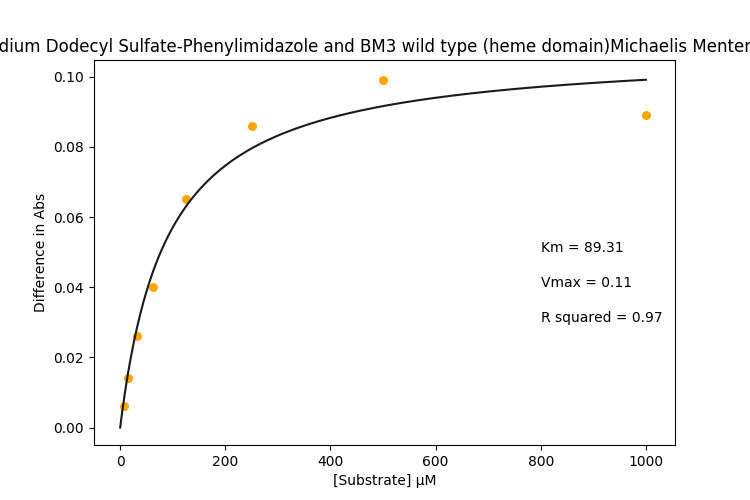 dium Dodecyl Sulfate-Phenylimidazole and BM3 wild type (heme domain)Michaelis Menten
0.10
0.08
0.06
0.04
0.02
0.00
Difference in Abs
Km = 89.31
Vmax = 0.11
R squared = 0.97
0 200 400 600 800 1000
[Substrate] μM